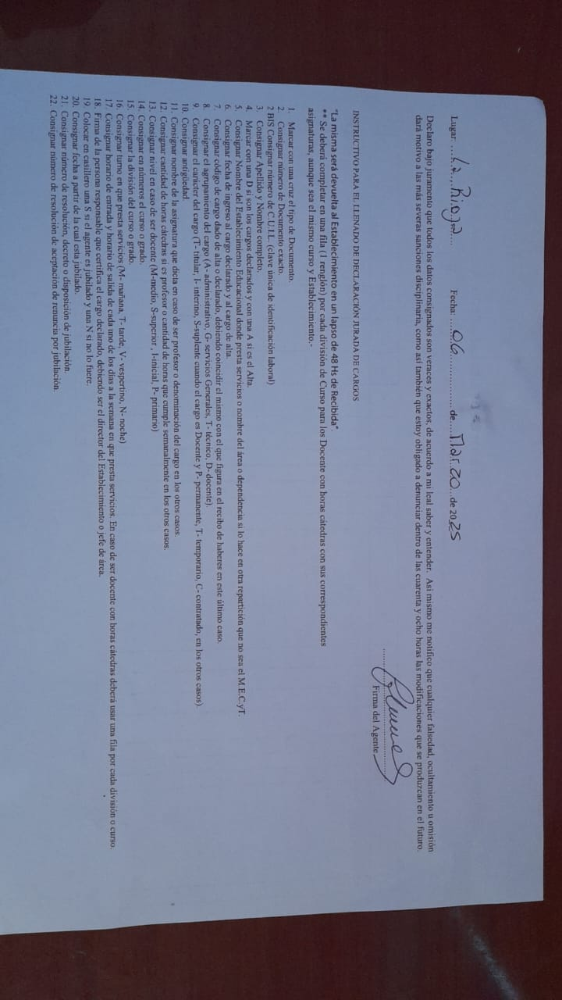 Lugar: ....La Rioja.... Fecha: ....06.................... de....Marzo...de 2025
Declaro bajo juramento que todos los datos consignados son veraces y exactos, de acuerdo a mi leal saber y entender. Asi mismo me notifico que cualquier falsedad, ocultamiento u omisión
dará motivo a las más severas sanciones disciplinaria, como así también que estoy obligado a denunciar dentro de las cuarenta y ocho horas las modificaciones que se produzcan en el futuro.
Firma del Agente
INSTRUCTIVO PARA EL LLENADO DE DECLARACIÓN JURADA DE CARGOS
"La misma será devuelta al Establecimiento en un lapso de 48 Hs de Recibida".
** Se deberá completar en una fila (1 renglón) por cada división de Curso para los Docente con horas cátedras con sus correspondientes
asignaturas, aunque sea el mismo curso y Establecimiento.-
1. Marcar con una cruz el tipo de Documento.
2. Consignar número de Documento exacto.
2 BIS Consignar número de C.U.I.L. (clave única de identificación laboral)
3. Consignar Apellido y Nombre completo.
4. Marcar con una D si son los cargos declarados y con una A si es el Alta.
5. Consignar Nombre del Establecimiento Educacional donde presta servicios o nombre del área o dependencia si lo hace en otra repartición que no sea el M.E.C.yT.
6. Consignar fecha de ingreso al cargo declarado y al cargo de alta.
7. Consignar código de cargo dado de alta o declarado, debiendo coincidir el mismo con el que figura en el recibo de haberes en este último caso.
8. Consignar el agrupamiento del cargo (A- administrativo, G- servicios Generales, T- técnico, D- docente).
9. Consignar el carácter del cargo (T- titular, I- interino, S-suplente cuando el cargo es Docente y P- permanente, T- temporario, C- contratado, en los otros casos).
10. Consignar antigüedad.
11. Consignar nombre de la asignatura que dicta en caso de ser profesor o denominación del cargo en los otros casos.
12. Consignar cantidad de horas cátedras si es profesor o cantidad de horas que cumple semanalmente en los otros casos.
13. Consignar nivel en caso de ser docente (M-medio, S-superior , I-inicial, P- primario)
14. Consignar en números el curso o grado.
15. Consignar la división del curso o grado.
16. Consignar turno en que presta servicios (M- mañana, T- tarde, V- vespertino, N- noche)
17. Consignar horario de entrada y horario de salida de cada uno de los días a la semana en que presta servicios. En caso de ser docente con horas cátedras deberá usar una fila por cada división o curso.
18. Firma de la persona responsable que certifica el cargo declarado, debiendo ser el director del Establecimiento o jefe de área.
19. Colocar en casillero una S si el agente es jubilado y una N si no lo fuere.
20. Consignar fecha a partir de la cual está jubilado.
21. Consignar número de resolución, decreto o disposición de jubilación.
22. Consignar número de resolución de aceptación de renuncia por jubilación.